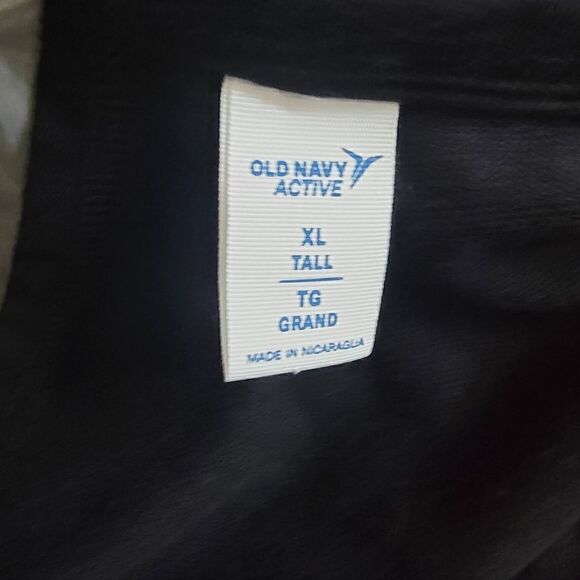 OLD NAVY
ACTIVE
XL
TALL
TG
GRAND
MADE IN NICARAGUA